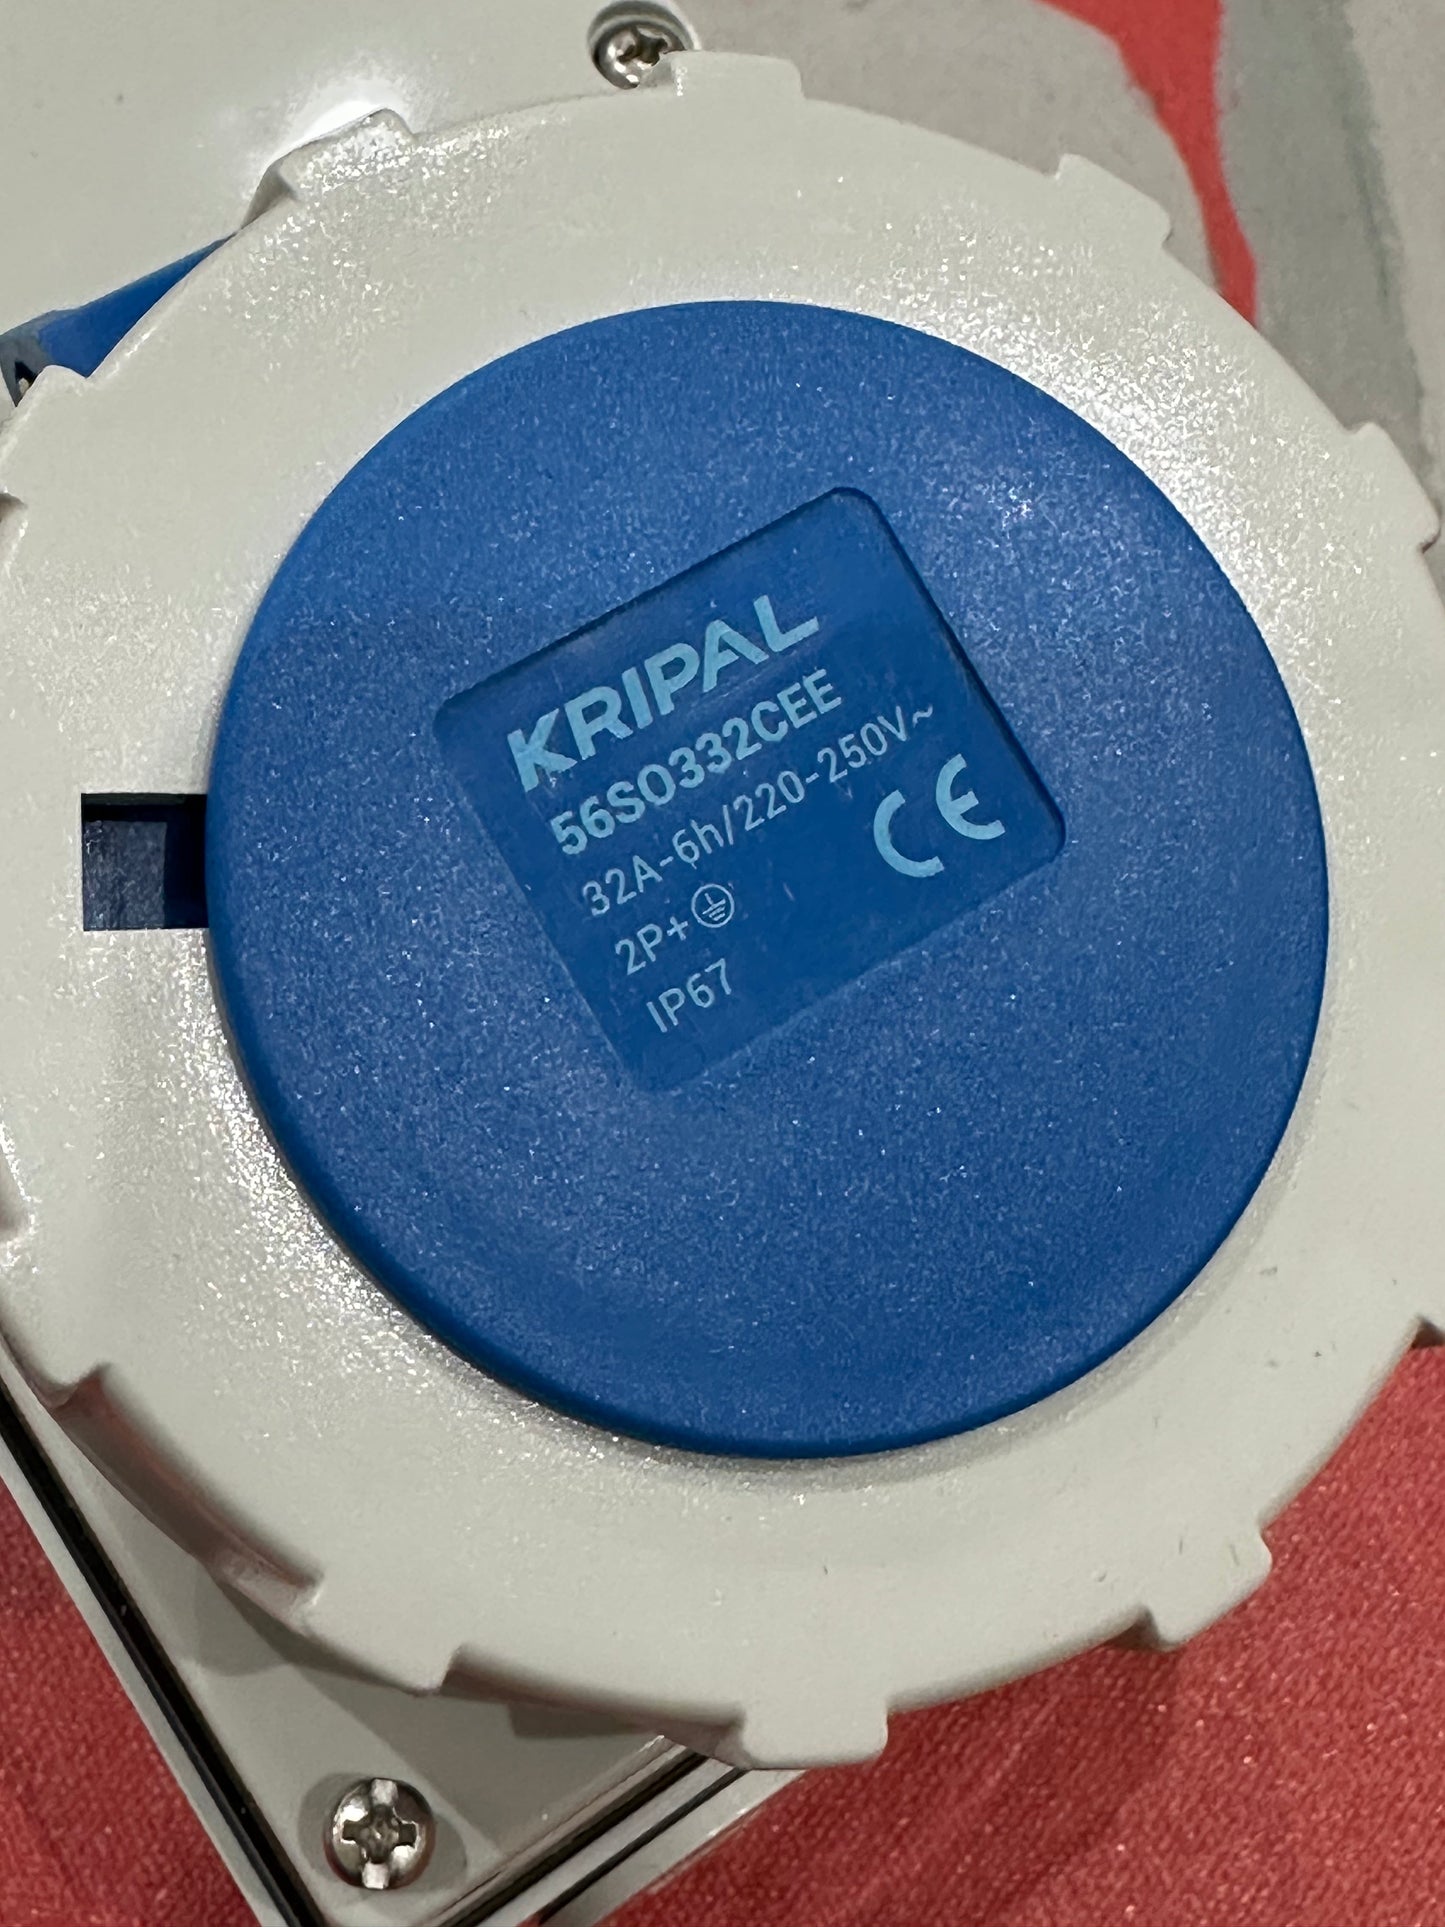 KRIPAL
56SO332CEE
32A-6h/220-250V~
CE
2P+⏚
IP67